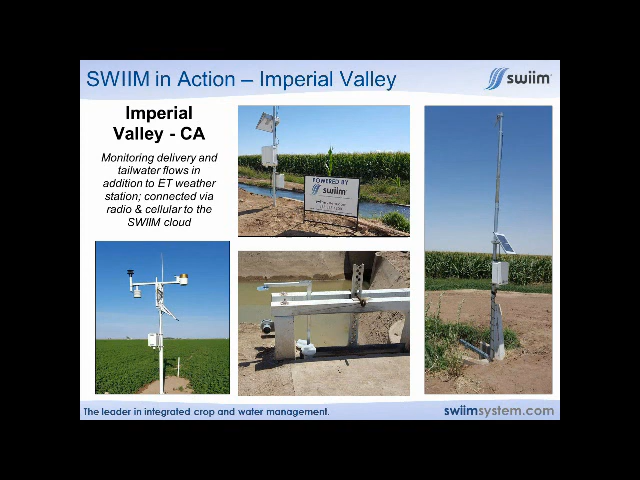 SWIIM in Action – Imperial Valley
swiim
Imperial
Valley - CA
Monitoring delivery and
tailwater flows in
addition to ET weather
station; connected via
radio & cellular to the
SWIIM cloud
POWERED BY
swiim
The leader in integrated crop and water management.
swiimsystem.com